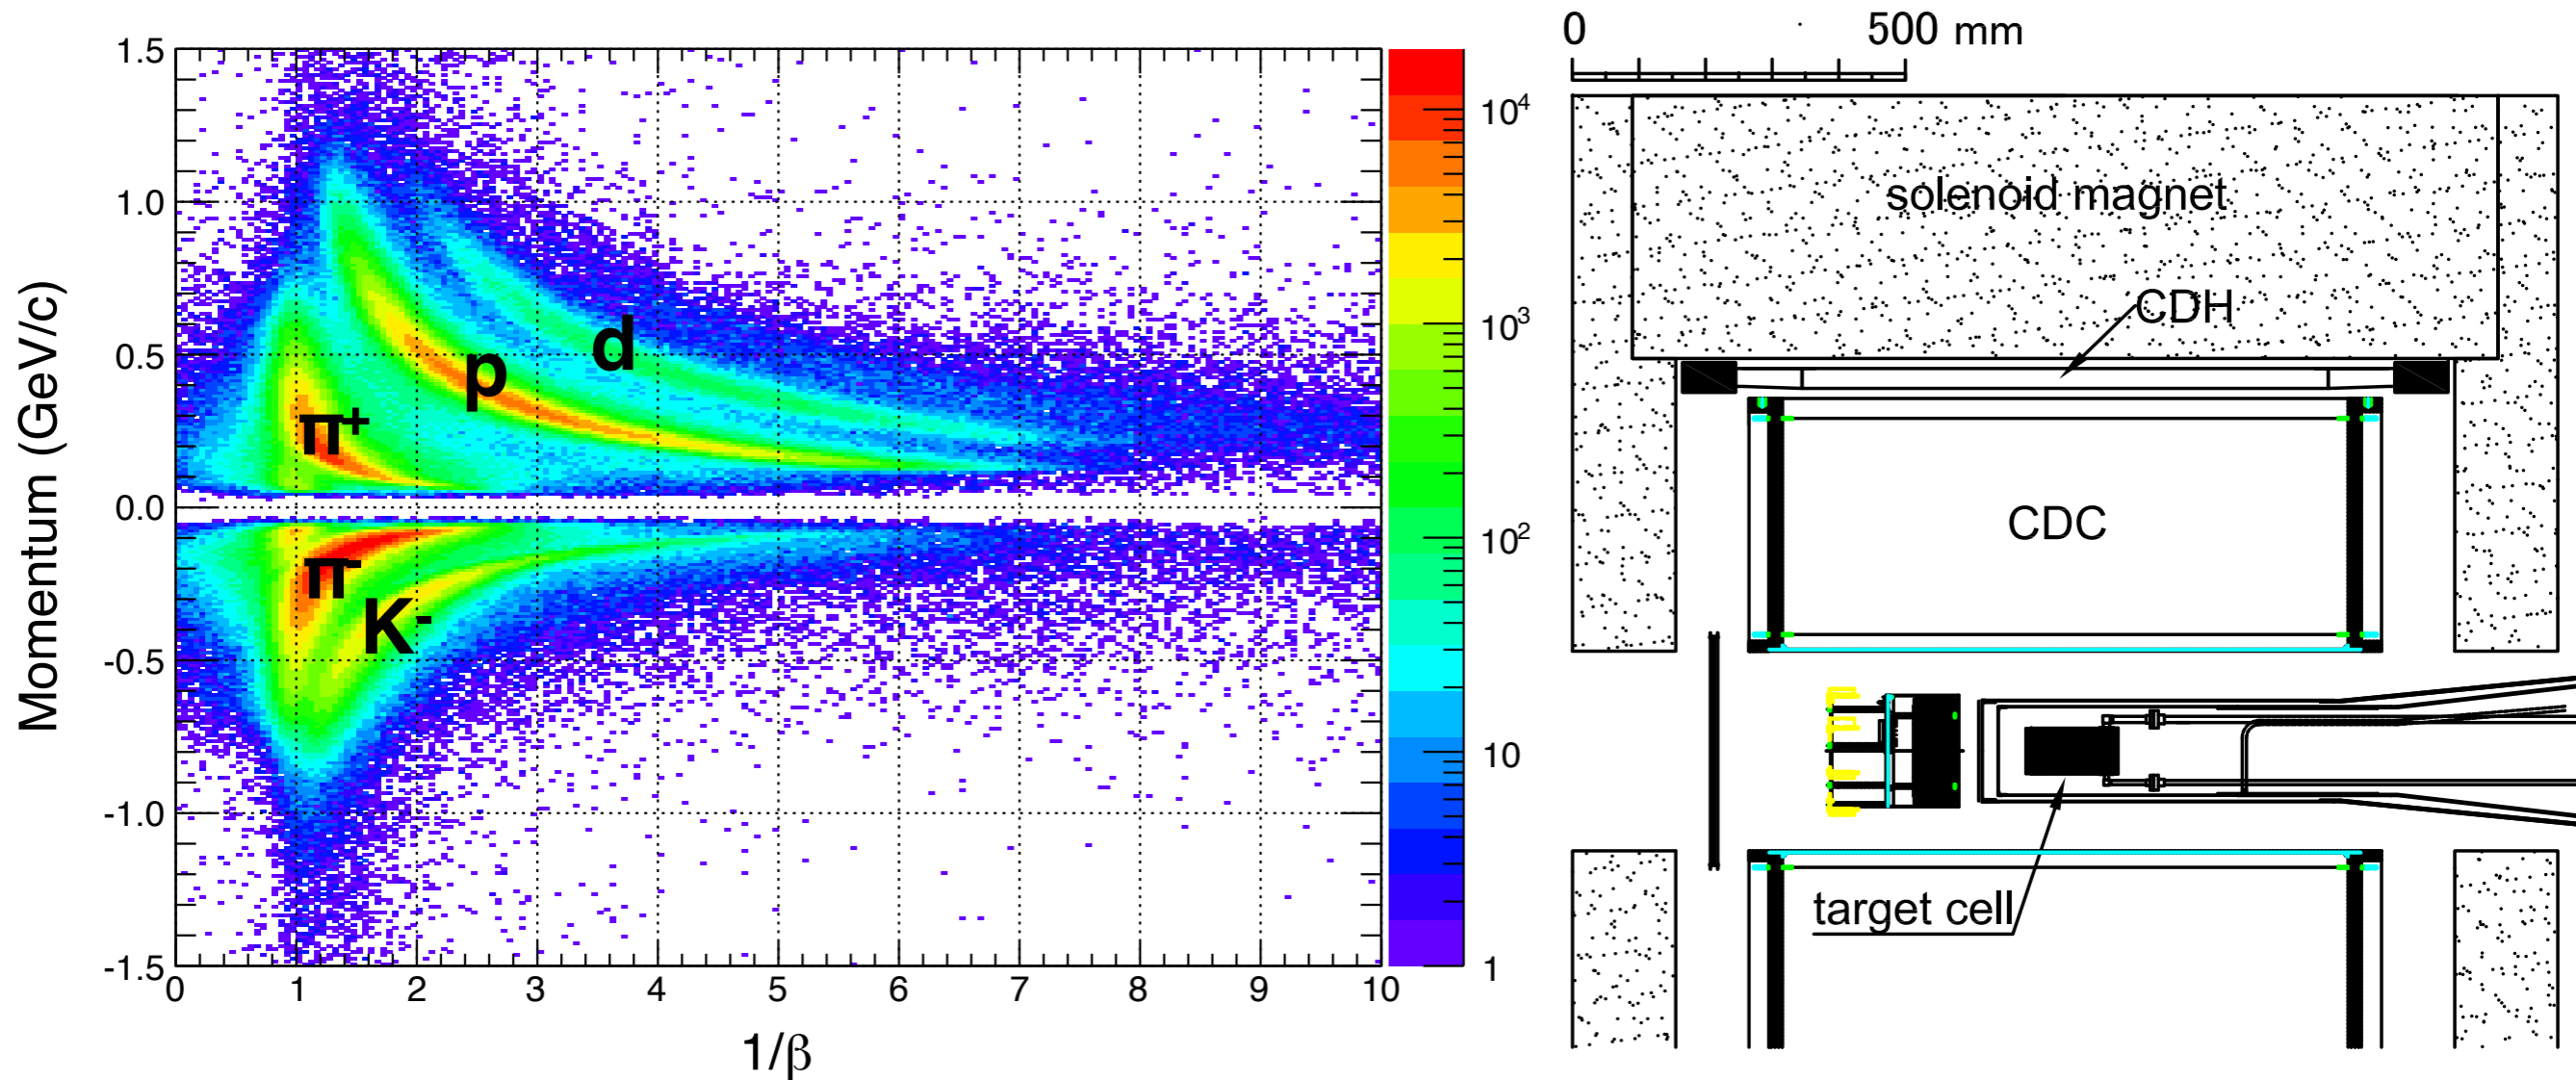 Momentum (GeV/c)
1.5
1.0
0.5
0.0
-0.5
-1.0
-1.5
π+
p
d
π-
K-
0 1 2 3 4 5 6 7 8 9 10
1/β
10⁴
10³
10²
10
1
0 500 mm
solenoid magnet
CDH
CDC
target cell